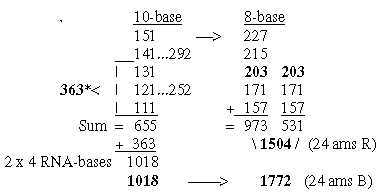 10-base 8-base
151 —> 227
141...292 215
| 131 203 203
363*< | 121...252 171 171
| 111 + 157 157
Sum = 655 = 973 531
+ 363 \ 1504 / (24 ams R)
2 x 4 RNA-bases 1018
1018 ——> 1772 (24 ams B)